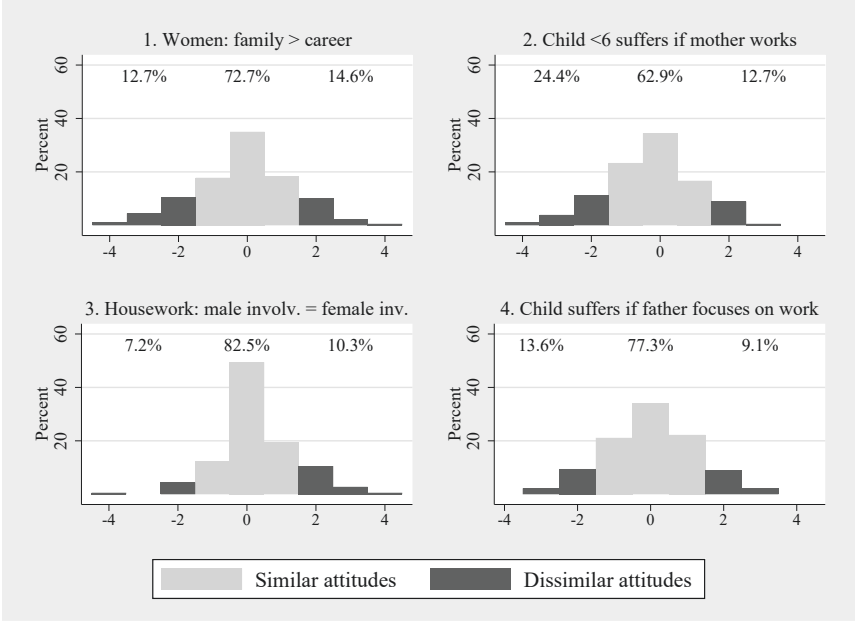 1. Women: family > career
12.7% 72.7% 14.6%
Percent
60
40
20
-4 -2 0 2 4
2. Child <6 suffers if mother works
24.4% 62.9% 12.7%
Percent
60
40
20
-4 -2 0 2 4
3. Housework: male involv. = female inv.
7.2% 82.5% 10.3%
Percent
60
40
20
-4 -2 0 2 4
4. Child suffers if father focuses on work
13.6% 77.3% 9.1%
Percent
60
40
20
-4 -2 0 2 4
Similar attitudes Dissimilar attitudes